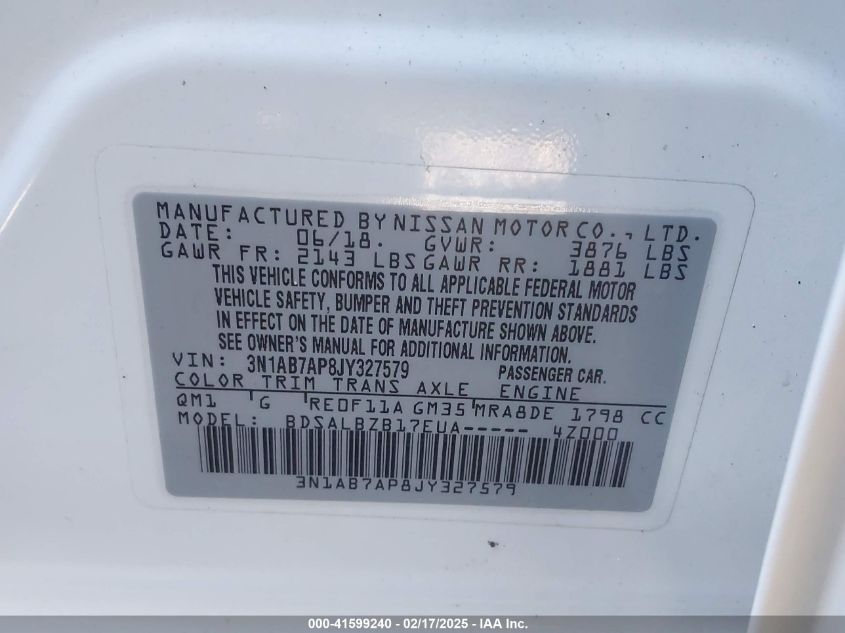 MANUFACTURED BY NISSAN MOTOR CO., LTD.
DATE: 06/18. GVWR: 3876 LBS
GAWR FR: 2143 LBS GAWR RR: 1881 LBS
THIS VEHICLE CONFORMS TO ALL APPLICABLE FEDERAL MOTOR
VEHICLE SAFETY, BUMPER AND THEFT PREVENTION STANDARDS
IN EFFECT ON THE DATE OF MANUFACTURE SHOWN ABOVE.
SEE OWNER'S MANUAL FOR ADDITIONAL INFORMATION.
VIN: 3N1AB7AP8JY327579 PASSENGER CAR.
COLOR TRIM TRANS AXLE ENGINE
QM1 G RE0F11A GM35 MRA8DE 1798 CC
MODEL: BDSALBZB17EUA----- 4Z000
3N1AB7AP8JY327579
000-41599240 - 02/17/2025 - IAA Inc.